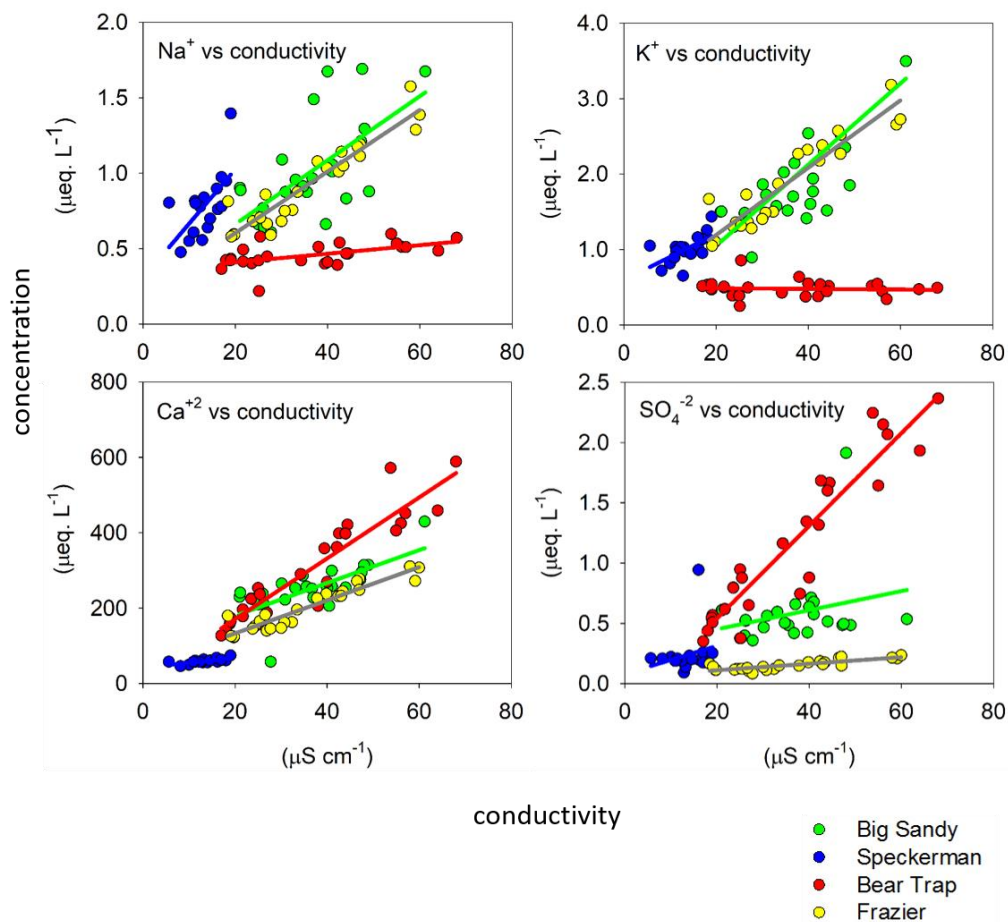 Na⁺ vs conductivity
K⁺ vs conductivity
2.0
1.5
1.0
0.5
0.0
4.0
3.0
2.0
1.0
0.0
(µeq. L⁻¹)
(µeq. L⁻¹)
0 20 40 60 80
0 20 40 60 80
concentration
Ca⁺² vs conductivity
SO₄⁻² vs conductivity
800
600
400
200
0
2.5
2.0
1.5
1.0
0.5
0.0
(µeq. L⁻¹)
(µeq. L⁻¹)
0 20 40 60 80
0 20 40 60 80
(µS cm⁻¹)
(µS cm⁻¹)
conductivity
Big Sandy
Speckerman
Bear Trap
Frazier